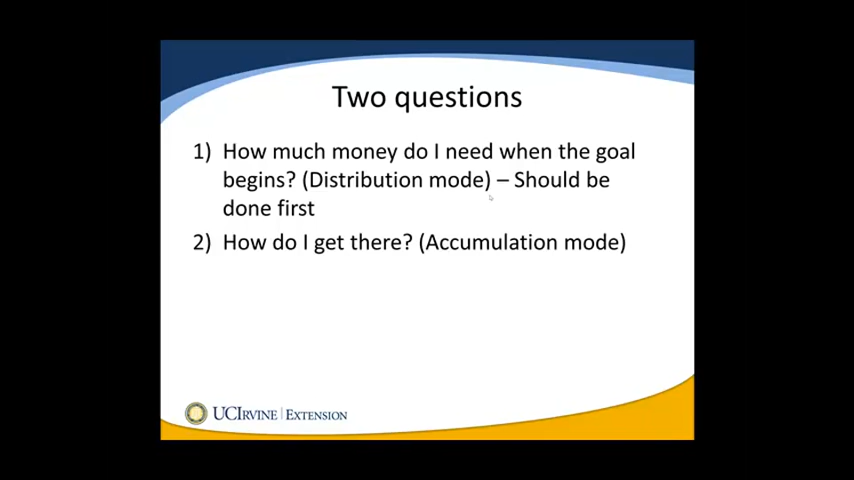 Two questions
1) How much money do I need when the goal
begins? (Distribution mode) – Should be
done first
2) How do I get there? (Accumulation mode)
UCIRVINE | EXTENSION